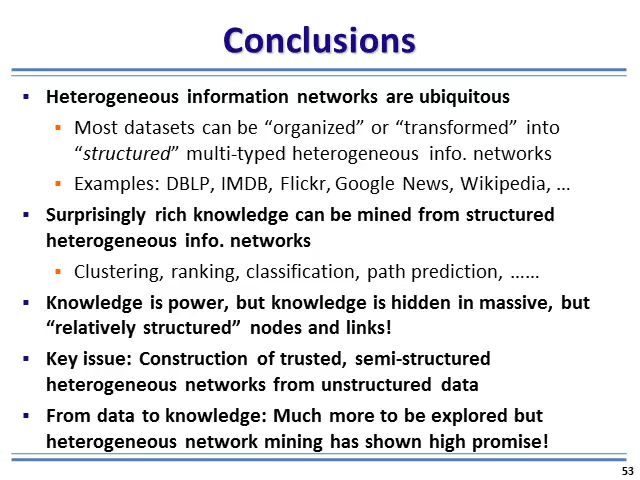 Conclusions
▪ Heterogeneous information networks are ubiquitous
▪ Most datasets can be “organized” or “transformed” into
“structured” multi-typed heterogeneous info. networks
▪ Examples: DBLP, IMDB, Flickr, Google News, Wikipedia, …
▪ Surprisingly rich knowledge can be mined from structured
heterogeneous info. networks
▪ Clustering, ranking, classification, path prediction, ……
▪ Knowledge is power, but knowledge is hidden in massive, but
“relatively structured” nodes and links!
▪ Key issue: Construction of trusted, semi-structured
heterogeneous networks from unstructured data
▪ From data to knowledge: Much more to be explored but
heterogeneous network mining has shown high promise!
53